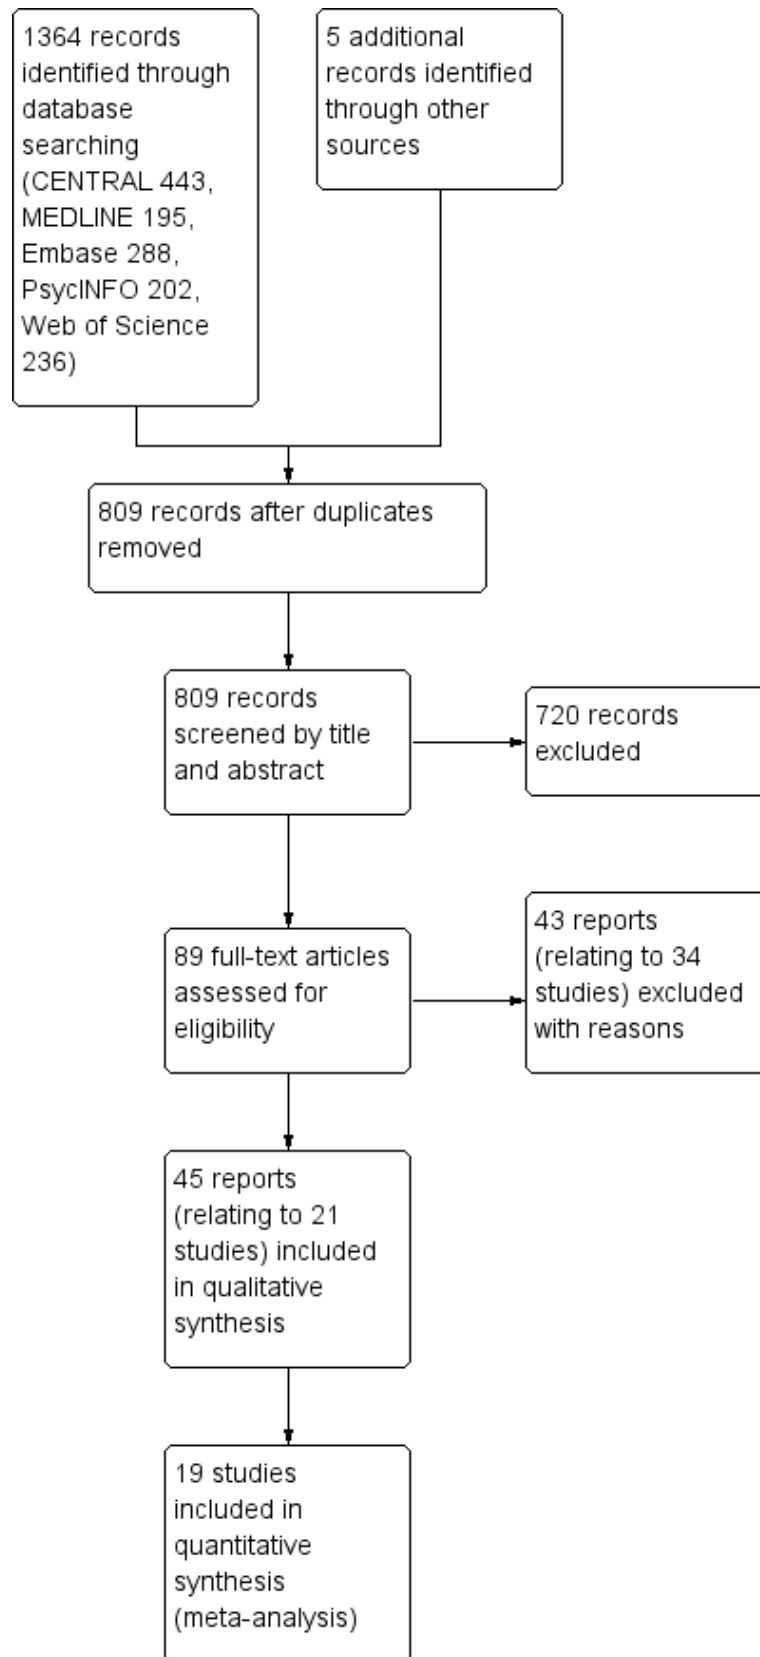 1364 records
identified through
database
searching
(CENTRAL 443,
MEDLINE 195,
Embase 288,
PsycINFO 202,
Web of Science
236)
5 additional
records identified
through other
sources
809 records after duplicates
removed
809 records
screened by title
and abstract
720 records
excluded
89 full-text articles
assessed for
eligibility
43 reports
(relating to 34
studies) excluded
with reasons
45 reports
(relating to 21
studies) included
in qualitative
synthesis
19 studies
included in
quantitative
synthesis
(meta-analysis)